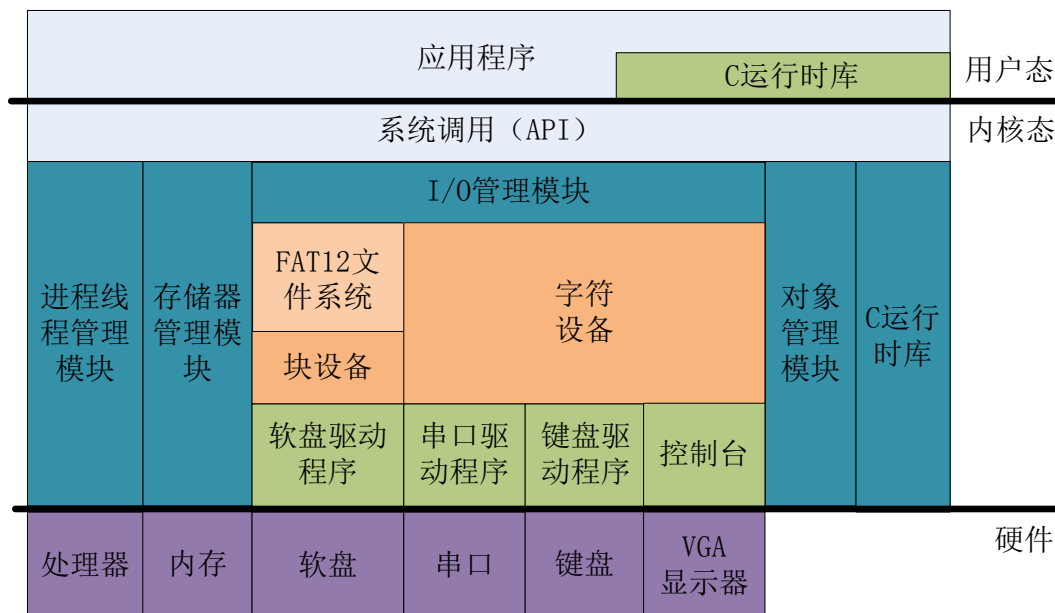 应用程序
C运行时库
用户态
系统调用（API）
内核态
I/O管理模块
进程线
程管理
模块
存储器
管理模
块
FAT12文
件系统
块设备
字符
设备
对象
管理
模块
C运行
时库
软盘驱动
程序
串口驱
动程序
键盘驱
动程序
控制台
硬件
处理器
内存
软盘
串口
键盘
VGA
显示器